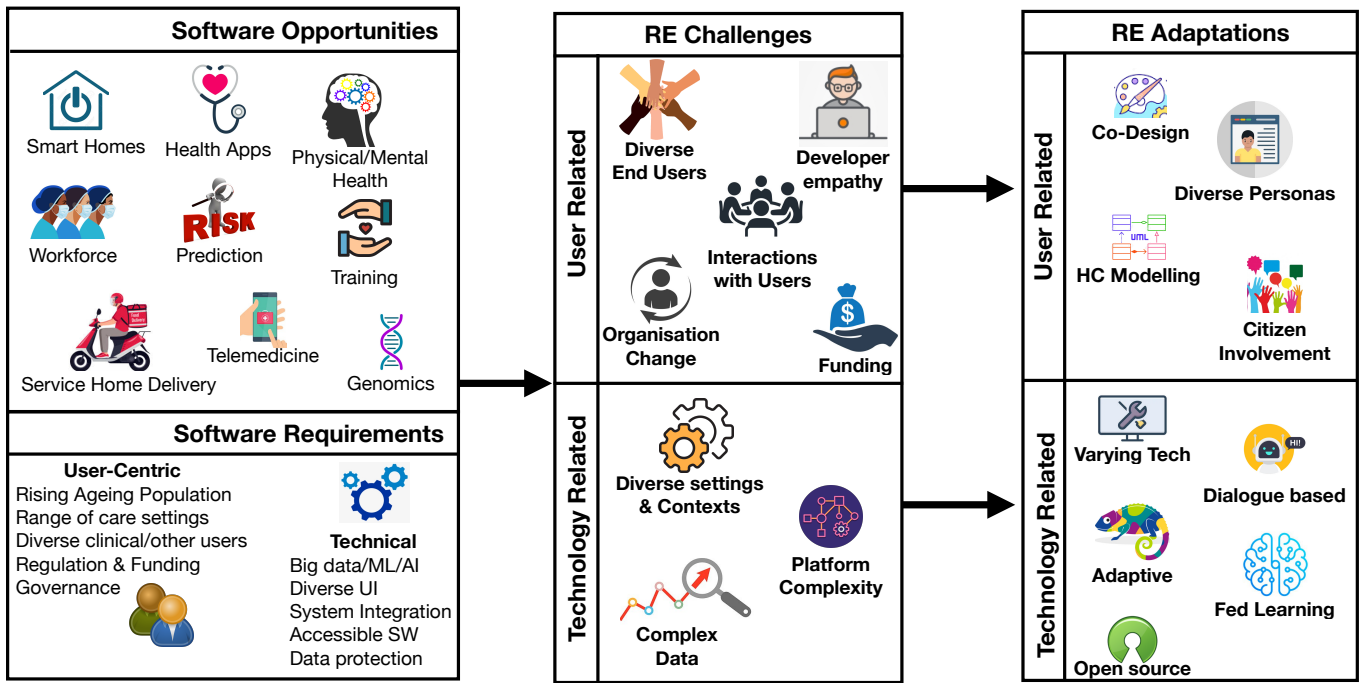 Software Opportunities
Smart Homes
Health Apps
Physical/Mental
Health
Workforce
RISK
Prediction
Training
Food
Delivery
Service Home Delivery
Telemedicine
Genomics
Software Requirements
User-Centric
Rising Ageing Population
Range of care settings
Diverse clinical/other users
Regulation & Funding
Governance
Technical
Big data/ML/AI
Diverse UI
System Integration
Accessible SW
Data protection
RE Challenges
User Related
Diverse
End Users
Developer
empathy
Interactions
with Users
Organisation
Change
$
Funding
Technology Related
Diverse settings
& Contexts
Platform
Complexity
Complex
Data
RE Adaptations
User Related
Co-Design
Diverse Personas
UML
HC Modelling
Citizen
Involvement
Technology Related
Varying Tech
HI!
Dialogue based
Adaptive
Fed Learning
Open source